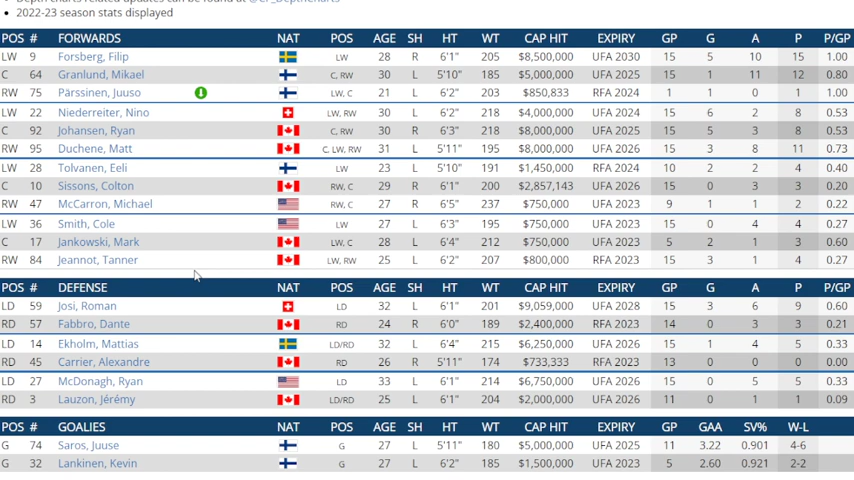 Depth charts related updates can be found at @CF_DepthCharts
• 2022-23 season stats displayed
POS # FORWARDS NAT POS AGE SH HT WT CAP HIT EXPIRY GP G A P P/GP
LW 9 Forsberg, Filip LW 28 R 6'1" 205 $8,500,000 UFA 2030 15 5 10 15 1.00
C 64 Granlund, Mikael C, RW 30 L 5'10" 185 $5,000,000 UFA 2025 15 1 11 12 0.80
RW 75 Pärssinen, Juuso LW, C 21 L 6'2" 203 $850,833 RFA 2024 1 1 0 1 1.00
LW 22 Niederreiter, Nino LW, RW 30 L 6'2" 218 $4,000,000 UFA 2024 15 6 2 8 0.53
C 92 Johansen, Ryan C, RW 30 R 6'3" 218 $8,000,000 UFA 2025 15 5 3 8 0.53
RW 95 Duchene, Matt C, LW, RW 31 L 5'11" 195 $8,000,000 UFA 2026 15 3 8 11 0.73
LW 28 Tolvanen, Eeli LW 23 L 5'10" 191 $1,450,000 RFA 2024 10 2 2 4 0.40
C 10 Sissons, Colton RW, C 29 R 6'1" 200 $2,857,143 UFA 2026 15 0 3 3 0.20
RW 47 McCarron, Michael RW, C 27 R 6'5" 237 $750,000 RFA 2023 9 1 1 2 0.22
LW 36 Smith, Cole LW 27 L 6'3" 195 $750,000 UFA 2023 15 0 4 4 0.27
C 17 Jankowski, Mark LW, C 28 L 6'4" 212 $750,000 UFA 2023 5 2 1 3 0.60
RW 84 Jeannot, Tanner LW, RW 25 L 6'2" 207 $800,000 RFA 2023 15 3 1 4 0.27
POS # DEFENSE NAT POS AGE SH HT WT CAP HIT EXPIRY GP G A P P/GP
LD 59 Josi, Roman LD 32 L 6'1" 201 $9,059,000 UFA 2028 15 3 6 9 0.60
RD 57 Fabbro, Dante RD 24 R 6'0" 189 $2,400,000 RFA 2023 14 0 3 3 0.21
LD 14 Ekholm, Mattias LD/RD 32 L 6'4" 215 $6,250,000 UFA 2026 15 1 4 5 0.33
RD 45 Carrier, Alexandre RD 26 R 5'11" 174 $733,333 RFA 2023 13 0 0 0 0.00
LD 27 McDonagh, Ryan LD 33 L 6'1" 214 $6,750,000 UFA 2026 15 0 5 5 0.33
RD 3 Lauzon, Jérémy LD/RD 25 L 6'1" 204 $2,000,000 UFA 2026 11 0 1 1 0.09
POS # GOALIES NAT POS AGE SH HT WT CAP HIT EXPIRY GP GAA SV% W-L
G 74 Saros, Juuse G 27 L 5'11" 180 $5,000,000 UFA 2025 11 3.22 0.901 4-6
G 32 Lankinen, Kevin G 27 L 6'2" 185 $1,500,000 UFA 2023 5 2.60 0.921 2-2